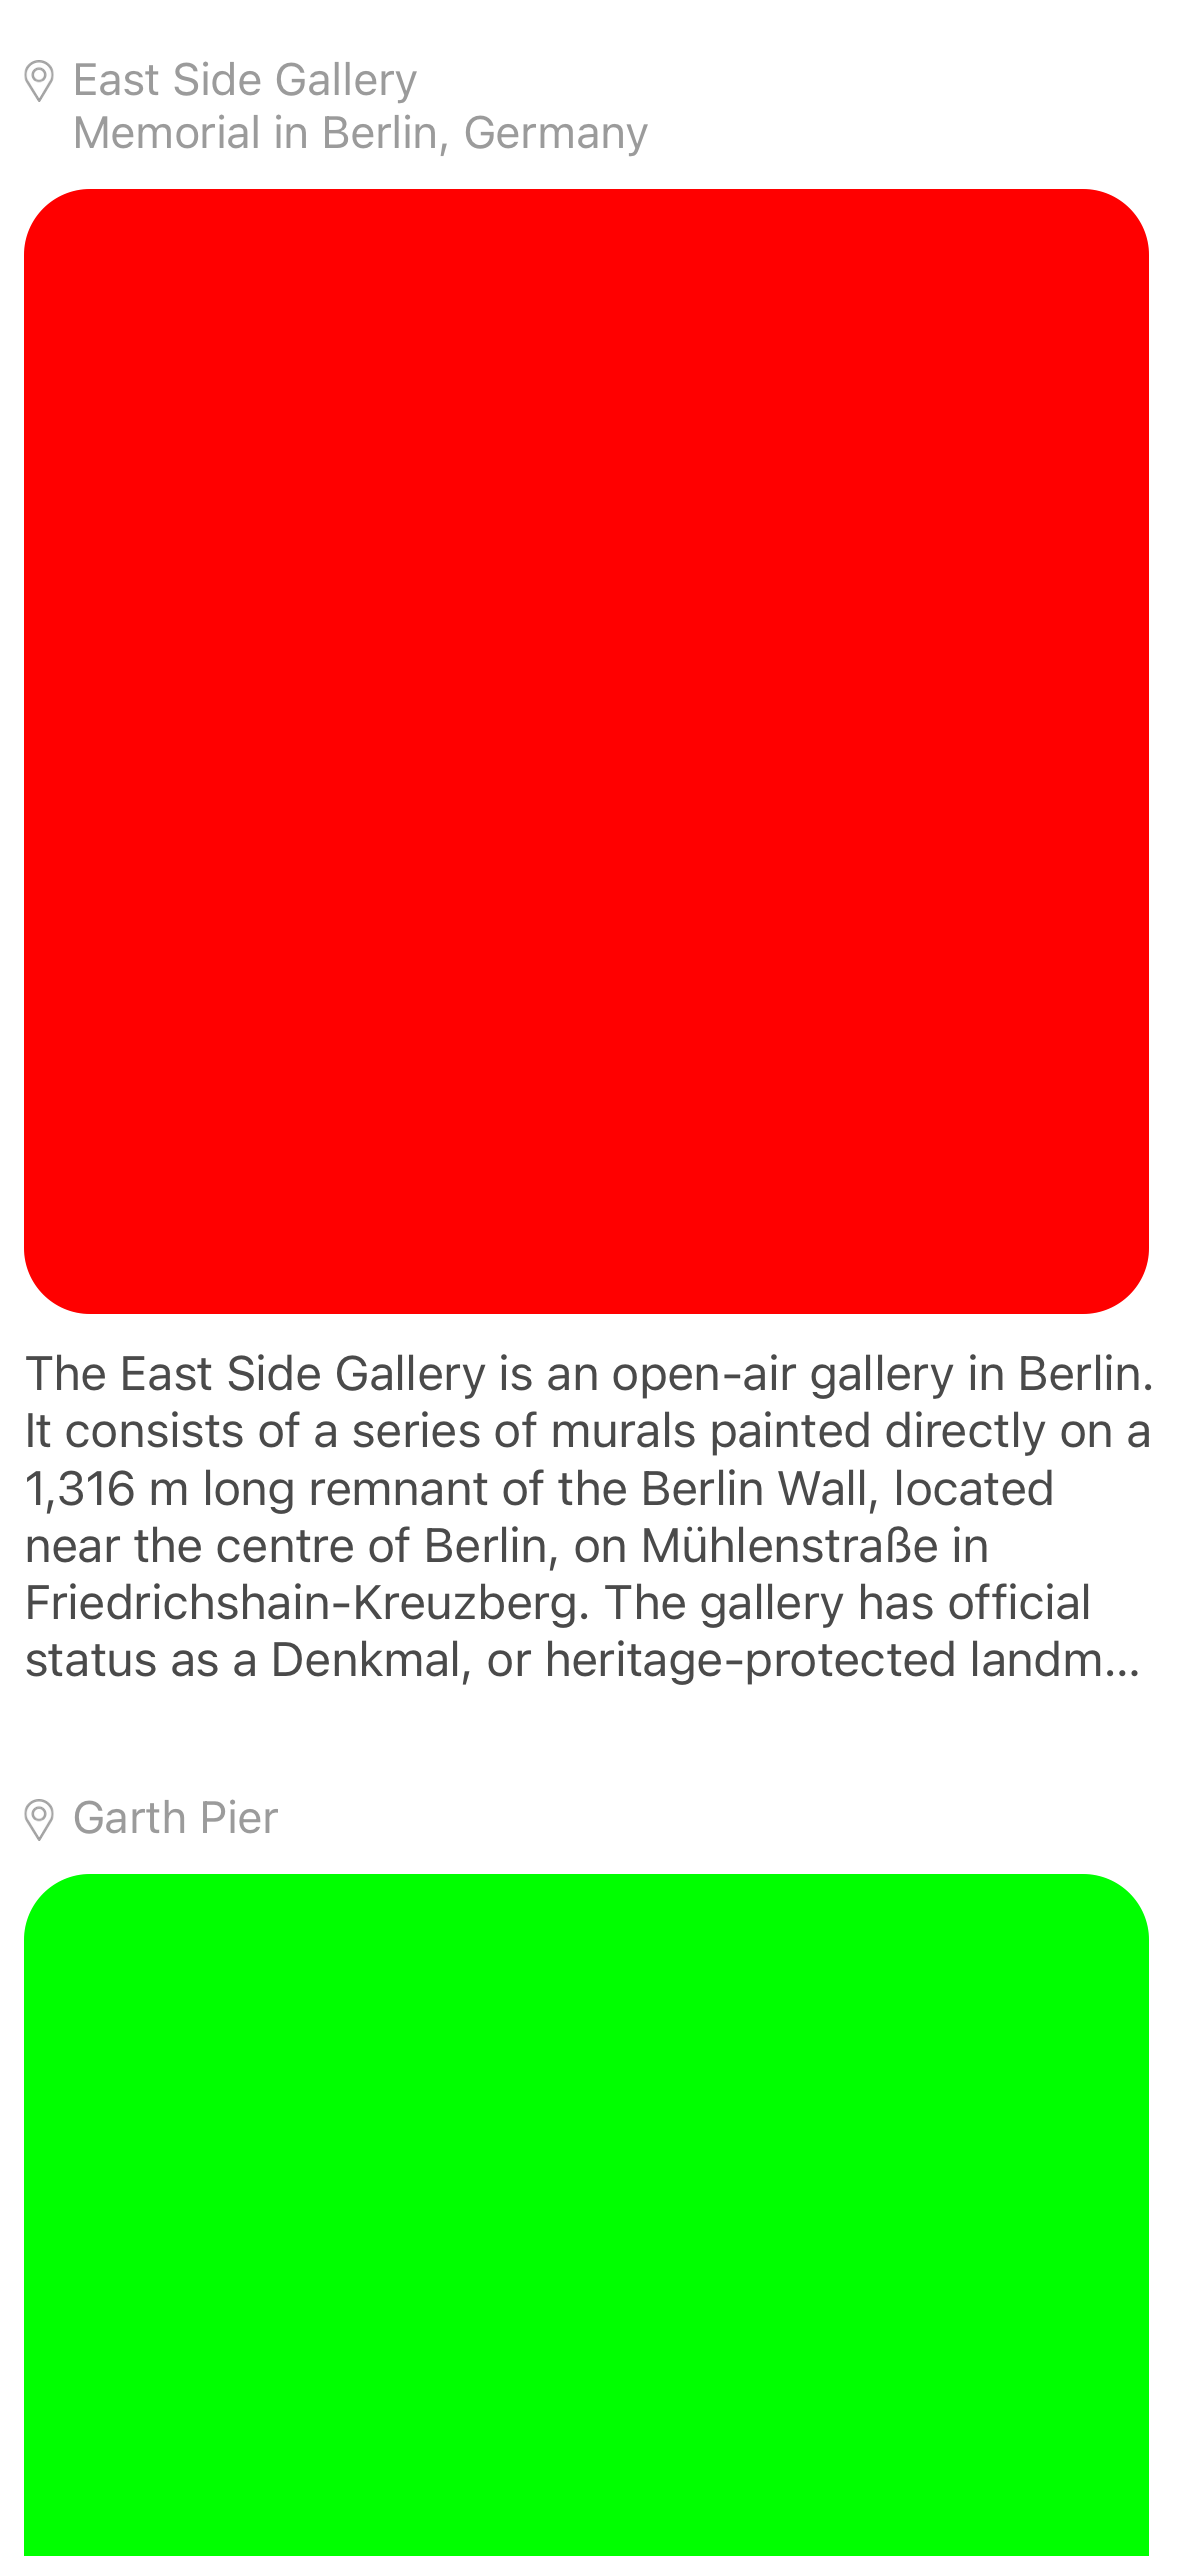 East Side Gallery
Memorial in Berlin, Germany
The East Side Gallery is an open-air gallery in Berlin.
It consists of a series of murals painted directly on a
1,316 m long remnant of the Berlin Wall, located
near the centre of Berlin, on Mühlenstraße in
Friedrichshain-Kreuzberg. The gallery has official
status as a Denkmal, or heritage-protected landm...
Garth Pier